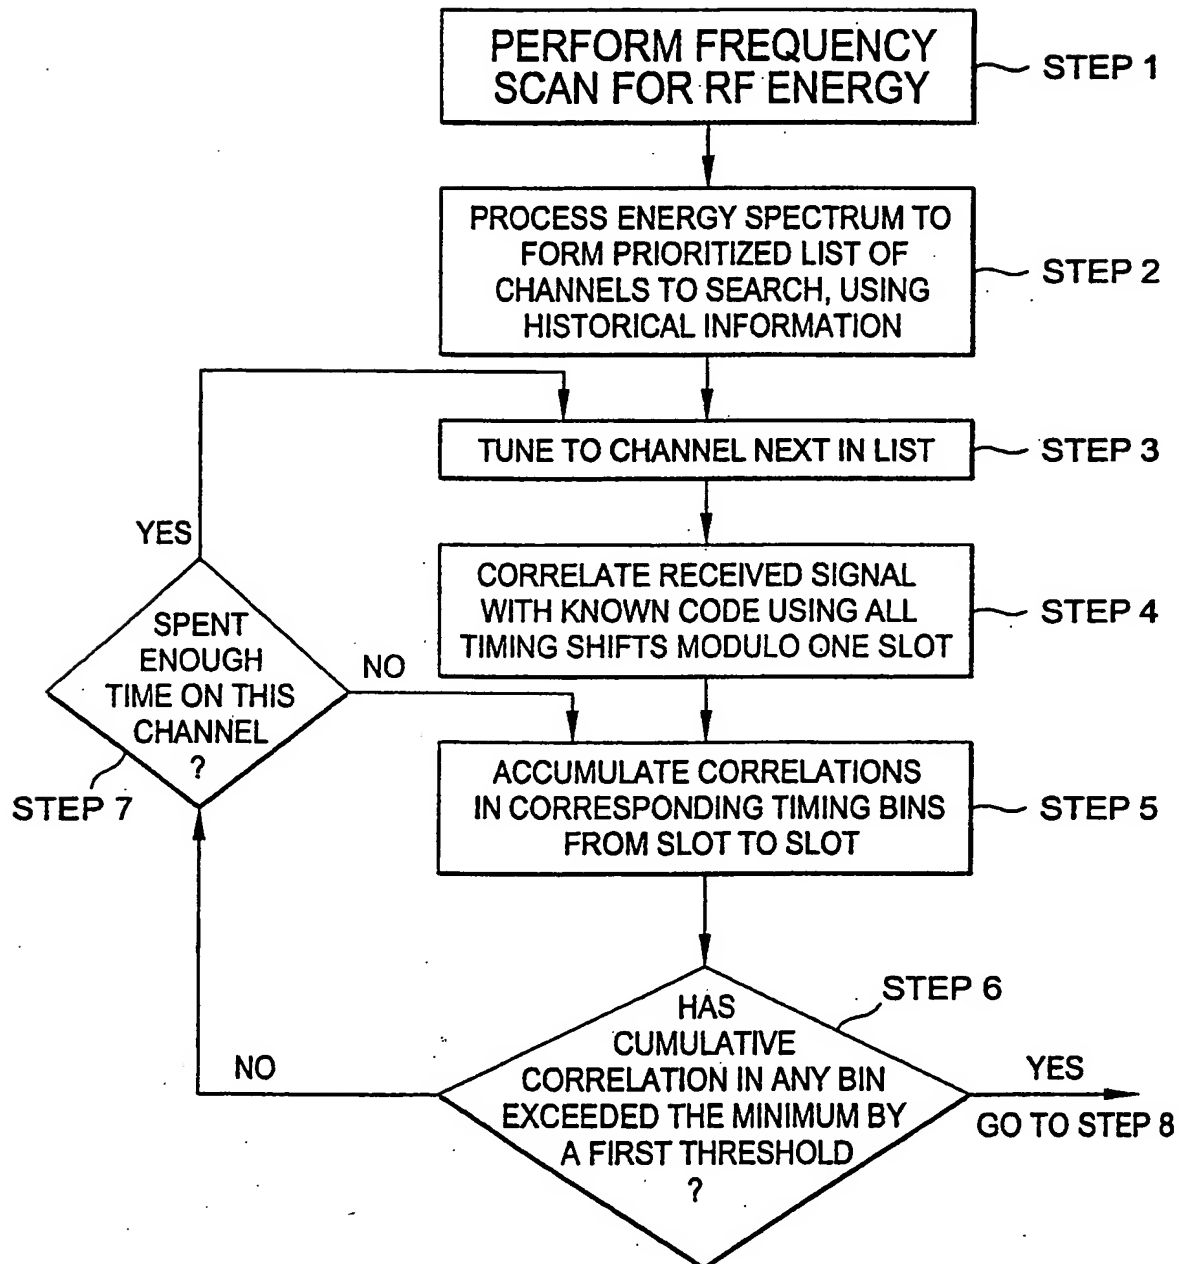 PERFORM FREQUENCY
SCAN FOR RF ENERGY
STEP 1
PROCESS ENERGY SPECTRUM TO
FORM PRIORITIZED LIST OF
CHANNELS TO SEARCH, USING
HISTORICAL INFORMATION
STEP 2
TUNE TO CHANNEL NEXT IN LIST
STEP 3
YES
CORRELATE RECEIVED SIGNAL
WITH KNOWN CODE USING ALL
TIMING SHIFTS MODULO ONE SLOT
STEP 4
SPENT
ENOUGH
TIME ON THIS
CHANNEL
?
NO
STEP 7
ACCUMULATE CORRELATIONS
IN CORRESPONDING TIMING BINS
FROM SLOT TO SLOT
STEP 5
STEP 6
HAS
CUMULATIVE
CORRELATION IN ANY BIN
EXCEEDED THE MINIMUM BY
A FIRST THRESHOLD
?
NO
YES
GO TO STEP 8